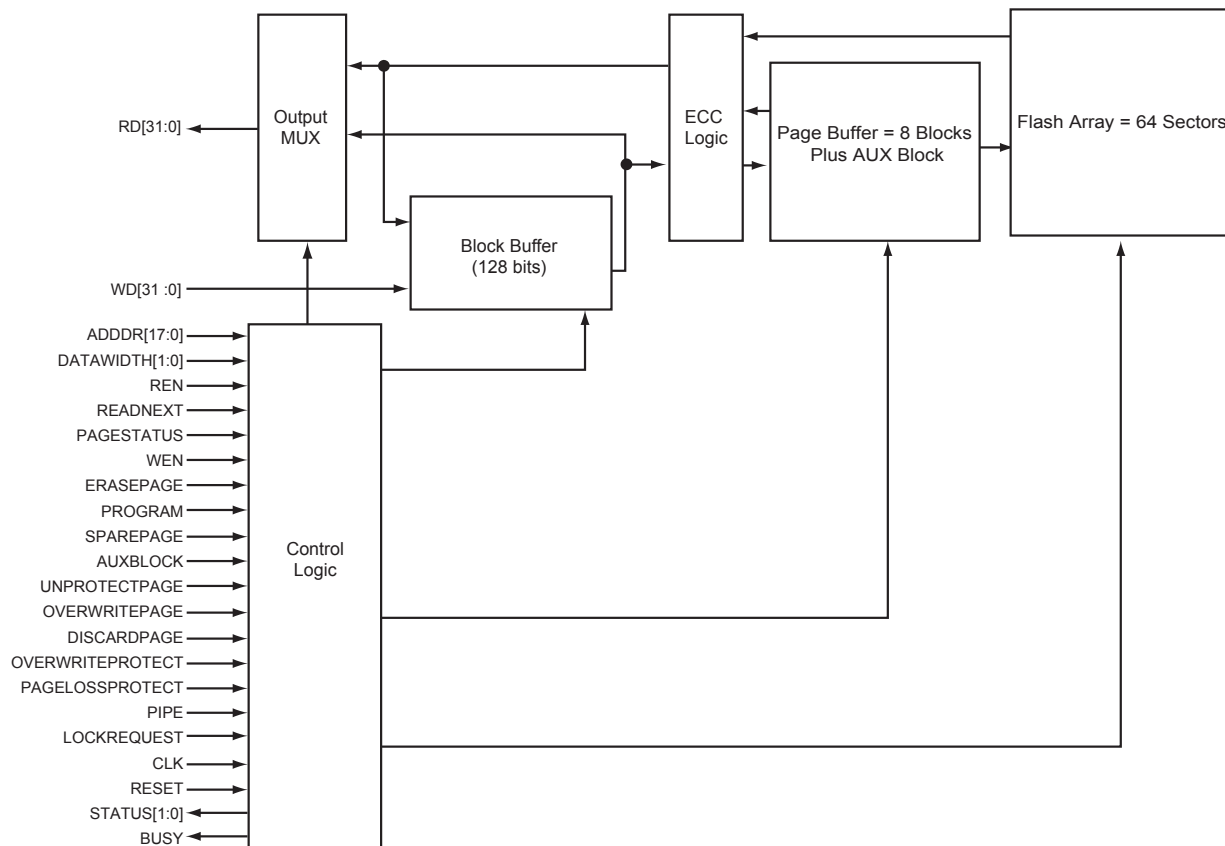 Output
MUX
ECC
Logic
Page Buffer = 8 Blocks
Plus AUX Block
Flash Array = 64 Sectors
RD[31:0]
Block Buffer
(128 bits)
WD[31 :0]
ADDDR[17:0]
DATAWIDTH[1:0]
REN
READNEXT
PAGESTATUS
WEN
ERASEPAGE
PROGRAM
SPAREPAGE
AUXBLOCK
UNPROTECTPAGE
OVERWRITEPAGE
DISCARDPAGE
OVERWRITEPROTECT
PAGELOSSPROTECT
PIPE
LOCKREQUEST
CLK
RESET
STATUS[1:0]
BUSY
Control
Logic